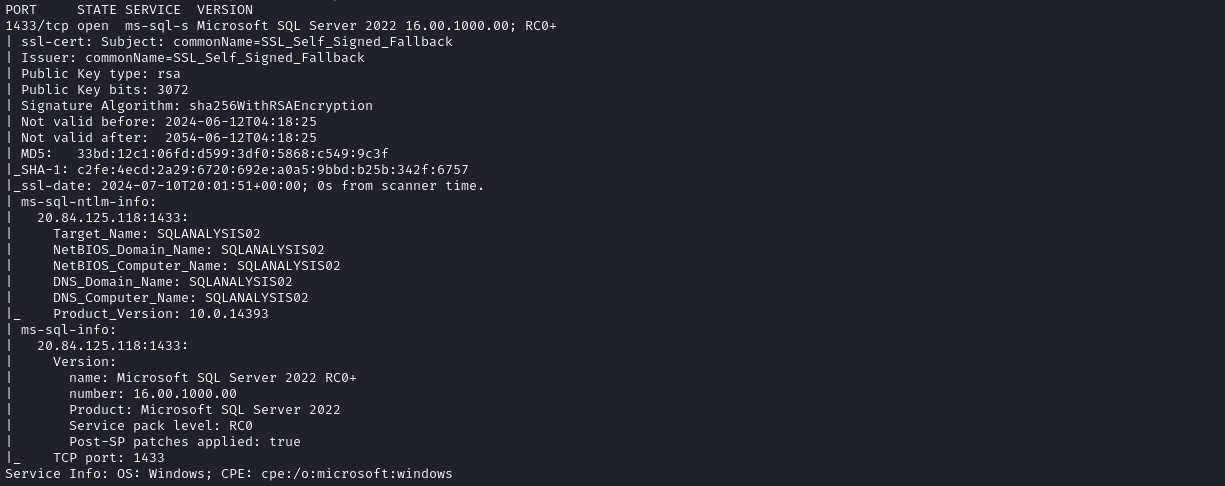 PORT     STATE SERVICE  VERSION
1433/tcp open  ms-sql-s Microsoft SQL Server 2022 16.00.1000.00; RC0+
| ssl-cert: Subject: commonName=SSL_Self_Signed_Fallback
| Issuer: commonName=SSL_Self_Signed_Fallback
| Public Key type: rsa
| Public Key bits: 3072
| Signature Algorithm: sha256WithRSAEncryption
| Not valid before: 2024-06-12T04:18:25
| Not valid after:  2054-06-12T04:18:25
| MD5:   33bd:12c1:06fd:d599:3df0:5868:c549:9c3f
|_SHA-1: c2fe:4ecd:2a29:6720:692e:a0a5:9bbd:b25b:342f:6757
|_ssl-date: 2024-07-10T20:01:51+00:00; 0s from scanner time.
| ms-sql-ntlm-info:
|   20.84.125.118:1433:
|     Target_Name: SQLANALYSIS02
|     NetBIOS_Domain_Name: SQLANALYSIS02
|     NetBIOS_Computer_Name: SQLANALYSIS02
|     DNS_Domain_Name: SQLANALYSIS02
|     DNS_Computer_Name: SQLANALYSIS02
|_    Product_Version: 10.0.14393
| ms-sql-info:
|   20.84.125.118:1433:
|     Version:
|       name: Microsoft SQL Server 2022 RC0+
|       number: 16.00.1000.00
|       Product: Microsoft SQL Server 2022
|       Service pack level: RC0
|       Post-SP patches applied: true
|_    TCP port: 1433
Service Info: OS: Windows; CPE: cpe:/o:microsoft:windows